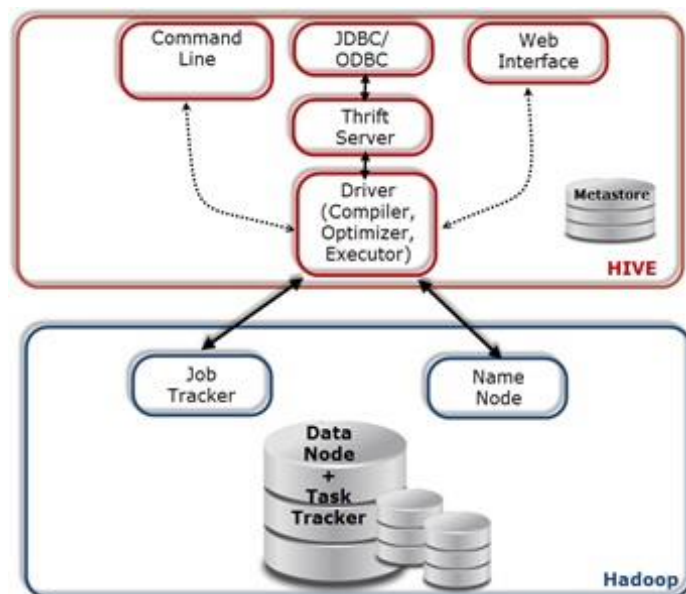 Command
Line
JDBC/
ODBC
Web
Interface
Thrift
Server
Driver
(Compiler,
Optimizer,
Executor)
Metastore
HIVE
Job
Tracker
Name
Node
Data
Node
+
Task
Tracker
Hadoop